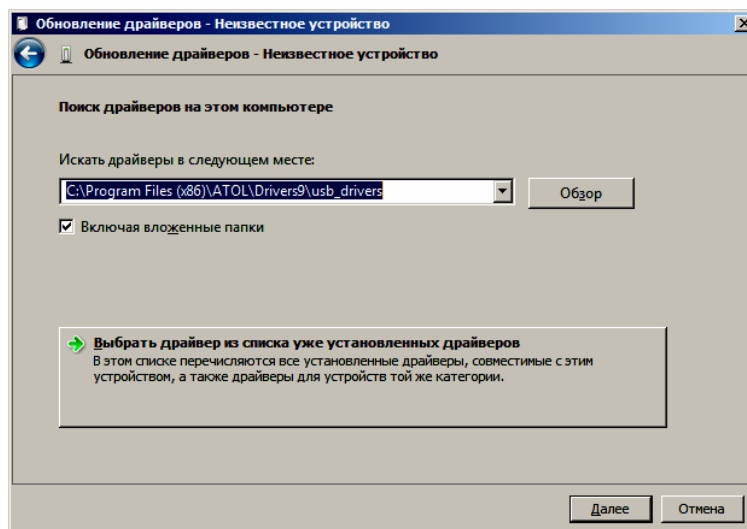 Обновление драйверов - Неизвестное устройство
Обновление драйверов - Неизвестное устройство
Поиск драйверов на этом компьютере
Искать драйверы в следующем месте:
C:\Program Files (x86)\ATOL\Drivers9\usb_drivers
Обзор
Включая вложенные папки
Выбрать драйвер из списка уже установленных драйверов
В этом списке перечисляются все установленные драйверы, совместимые с этим
устройством, а также драйверы для устройств той же категории.
Далее
Отмена